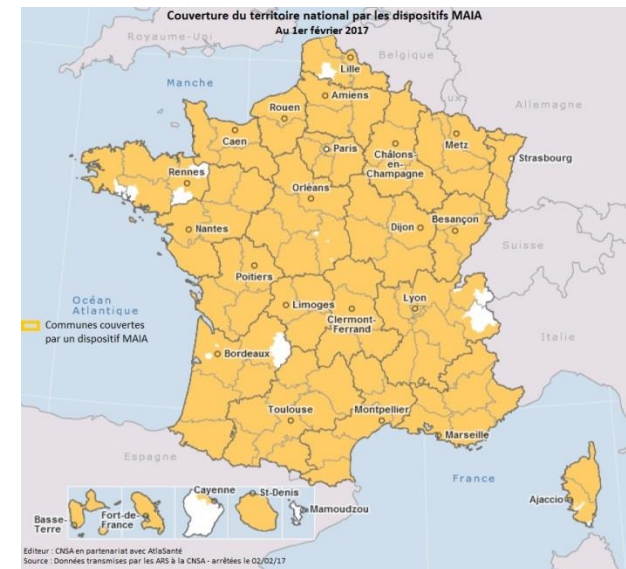 Couverture du territoire national par les dispositifs MAIA
Au 1er février 2017
Royaume-Uni
Belgique
Lille
Manche
Amiens
Lux
Allemagne
Rouen
Caen
Paris
Châlons-
en-
Champagne
Metz
Strasbourg
Rennes
Orléans
Nantes
Dijon
Besançon
Suisse
Poitiers
Océan
Atlantique
Limoges
Clermont-
Ferrand
Lyon
Communes couvertes
par un dispositif MAIA
Bordeaux
Italie
Toulouse
Montpellier
Marseille
Espagne
France
Ajaccio
Cayenne
St-Denis
Basse-
Terre
Fort-de-
France
Mamoudzou
Editeur : CNSA en partenariat avec AtlaSanté
Source : Données transmises par les ARS à la CNSA - arrêtées le 02/02/17